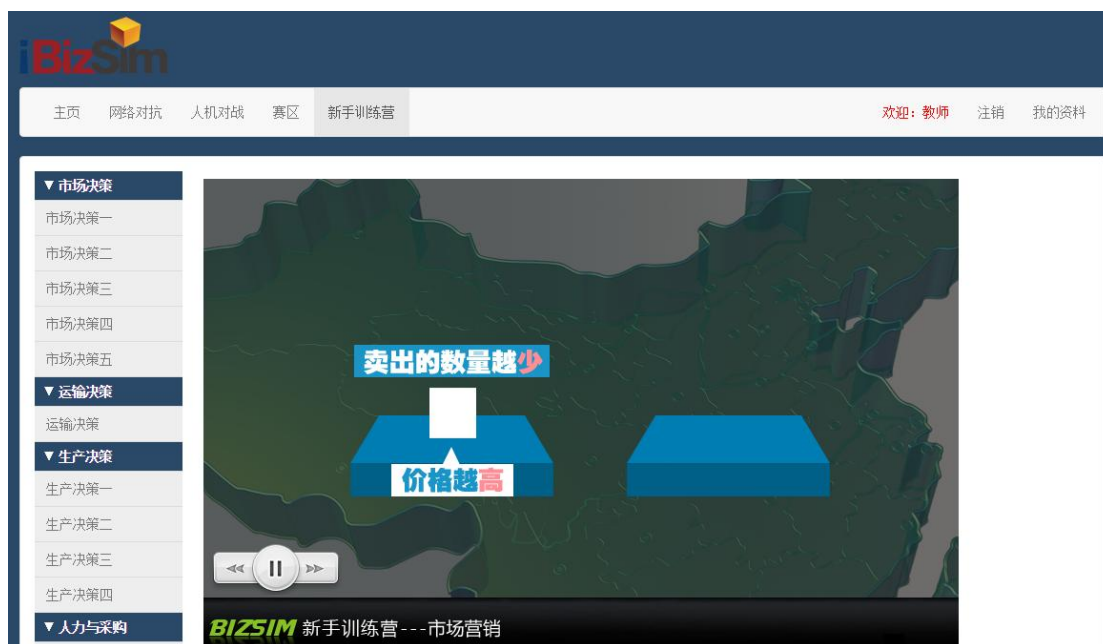 iBizSim
主页 网络对抗 人机对战 赛区 新手训练营 欢迎：教师 注销 我的资料
▼ 市场决策
市场决策一
市场决策二
市场决策三
市场决策四
市场决策五
▼ 运输决策
运输决策
▼ 生产决策
生产决策一
生产决策二
生产决策三
生产决策四
▼ 人力与采购
卖出的数量越少
价格越高
BIZSIM 新手训练营---市场营销